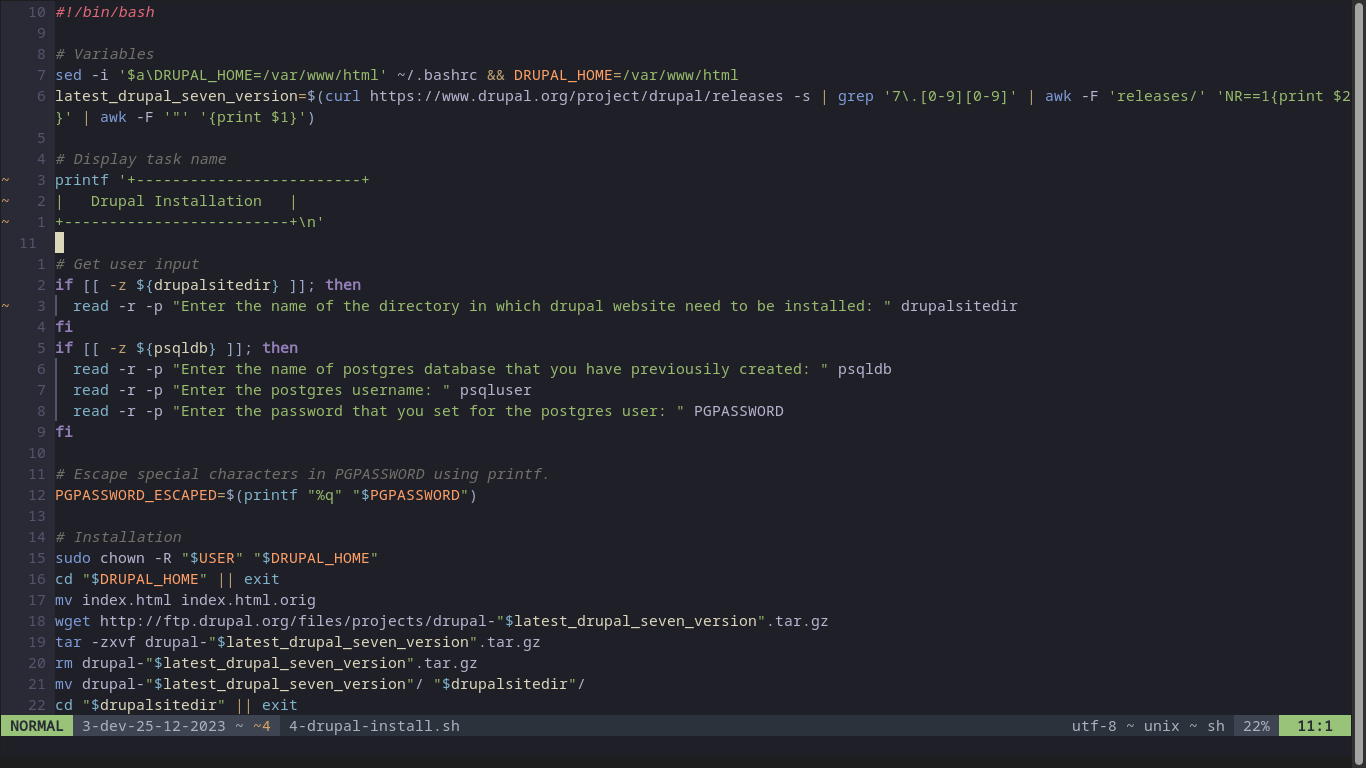 10 #!/bin/bash
9
8 # Variables
7 sed -i '$a\DRUPAL_HOME=/var/www/html' ~/.bashrc && DRUPAL_HOME=/var/www/html
6 latest_drupal_seven_version=$(curl https://www.drupal.org/project/drupal/releases -s | grep '7\.[0-9][0-9]' | awk -F 'releases/' 'NR==1{print $2
}' | awk -F '"' '{print $1}')
5
4 # Display task name
~ 3 printf '+-------------------------+
~ 2 |   Drupal Installation   |
~ 1 +-------------------------+\n'
11
1 # Get user input
2 if [[ -z ${drupalsitedir} ]]; then
~ 3   read -r -p "Enter the name of the directory in which drupal website need to be installed: " drupalsitedir
4 fi
5 if [[ -z ${psqldb} ]]; then
6   read -r -p "Enter the name of postgres database that you have previousily created: " psqldb
7   read -r -p "Enter the postgres username: " psqluser
8   read -r -p "Enter the password that you set for the postgres user: " PGPASSWORD
9 fi
10
11 # Escape special characters in PGPASSWORD using printf.
12 PGPASSWORD_ESCAPED=$(printf "%q" "$PGPASSWORD")
13
14 # Installation
15 sudo chown -R "$USER" "$DRUPAL_HOME"
16 cd "$DRUPAL_HOME" || exit
17 mv index.html index.html.orig
18 wget http://ftp.drupal.org/files/projects/drupal-"$latest_drupal_seven_version".tar.gz
19 tar -zxvf drupal-"$latest_drupal_seven_version".tar.gz
20 rm drupal-"$latest_drupal_seven_version".tar.gz
21 mv drupal-"$latest_drupal_seven_version"/ "$drupalsitedir"/
22 cd "$drupalsitedir" || exit
NORMAL 3-dev-25-12-2023 ~ ~4 4-drupal-install.sh utf-8 ~ unix ~ sh 22% 11:1